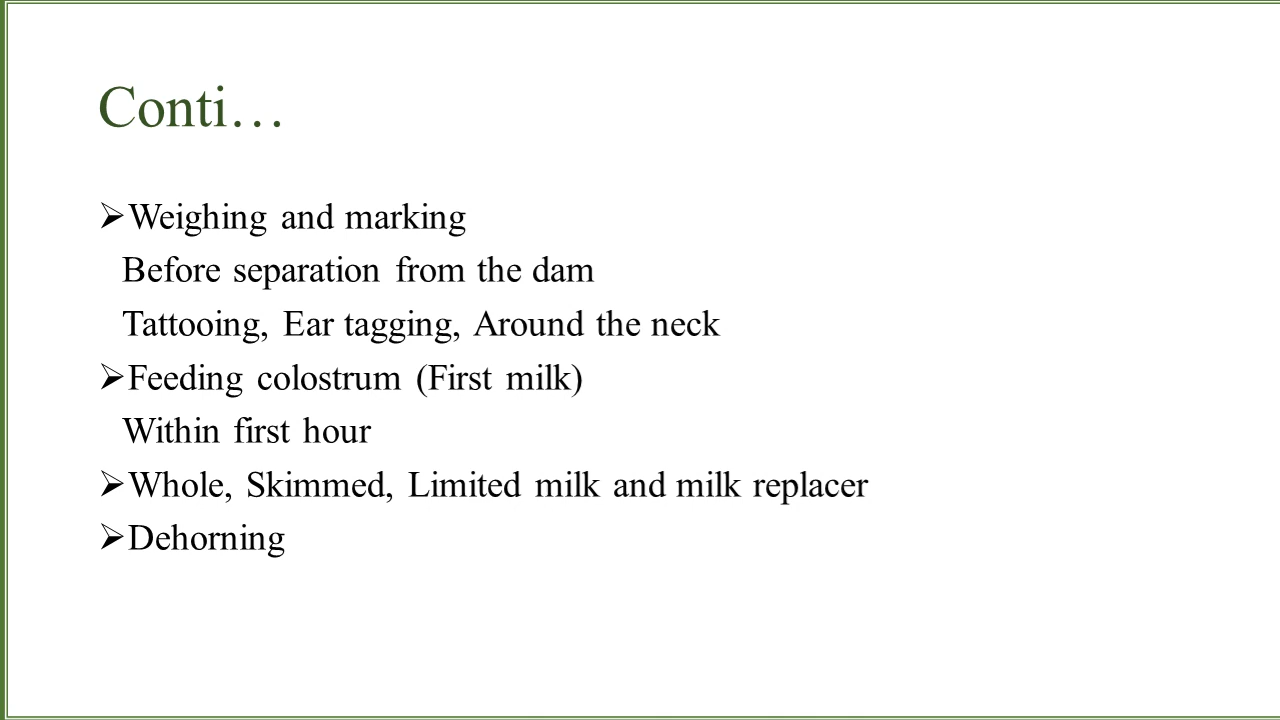 Conti…
➢Weighing and marking
Before separation from the dam
Tattooing, Ear tagging, Around the neck
➢Feeding colostrum (First milk)
Within first hour
➢Whole, Skimmed, Limited milk and milk replacer
➢Dehorning